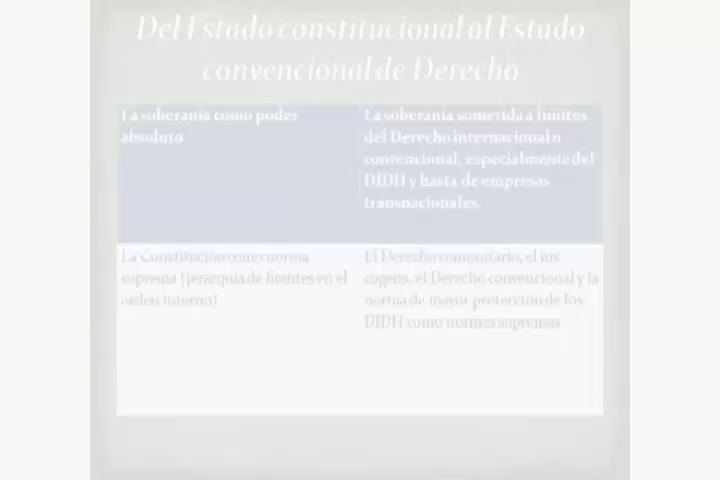 Del Estado constitucional al Estado
convencional de Derecho
La soberanía como poder
absoluto
La soberanía sometida a límites
del Derecho internacional o
convencional, especialmente del
DIDH y hasta de empresas
transnacionales.
La Constitución como norma
suprema (jerarquía de fuentes en el
orden interno)
El Derecho comunitario, el ius
cogens, el Derecho convencional y la
norma de mayor protección de los
DIDH como normas supremas